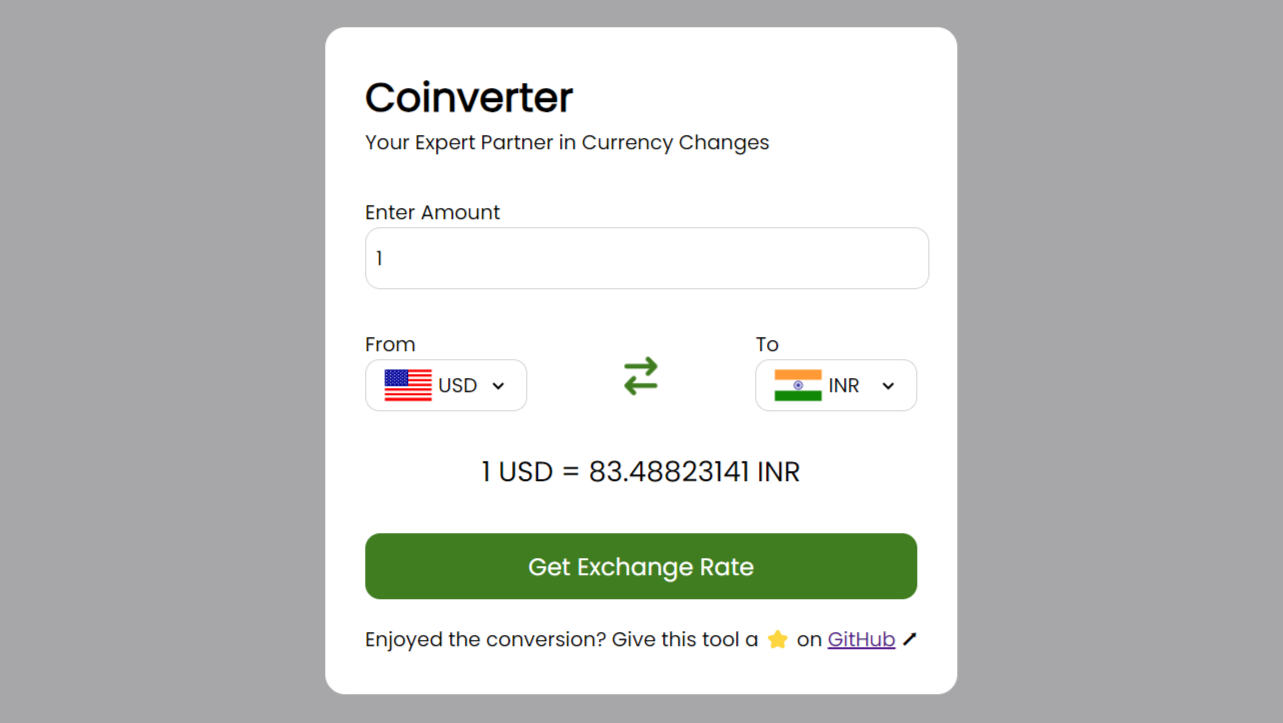 Coinverter
Your Expert Partner in Currency Changes
Enter Amount
1
From To
USD INR
1 USD = 83.48823141 INR
Get Exchange Rate
Enjoyed the conversion? Give this tool a ⭐ on GitHub